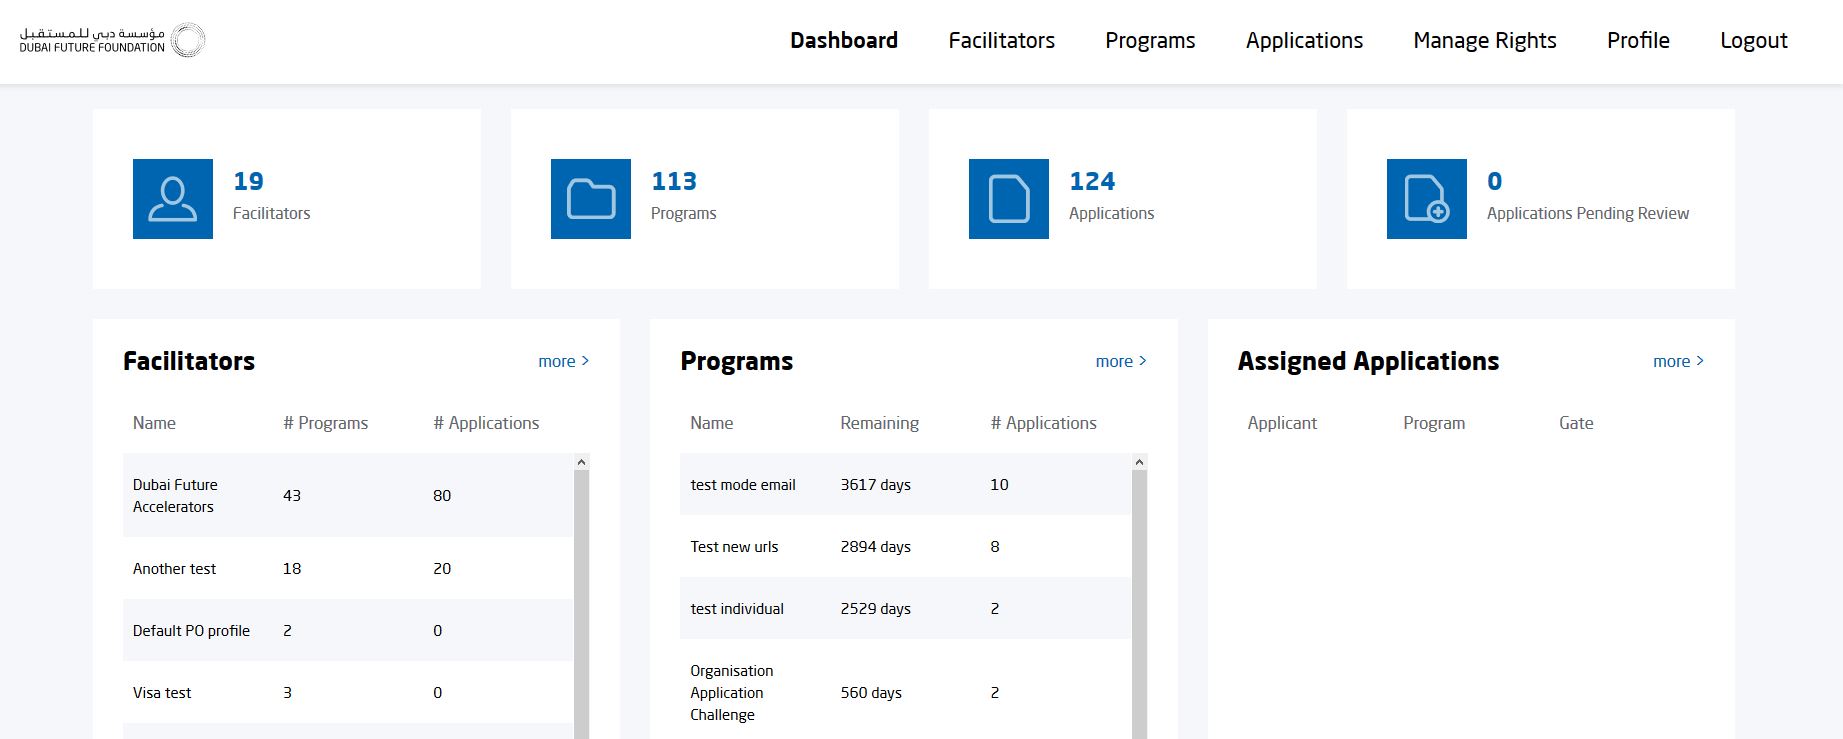 مؤسسة دبي للمستقبل
DUBAI FUTURE FOUNDATION
Dashboard Facilitators Programs Applications Manage Rights Profile Logout
19
Facilitators
113
Programs
124
Applications
0
Applications Pending Review
Facilitators more >
Name # Programs # Applications
Dubai Future
Accelerators 43 80
Another test 18 20
Default PO profile 2 0
Visa test 3 0
Programs more >
Name Remaining # Applications
test mode email 3617 days 10
Test new urls 2894 days 8
test individual 2529 days 2
Organisation
Application 560 days 2
Challenge
Assigned Applications more >
Applicant Program Gate